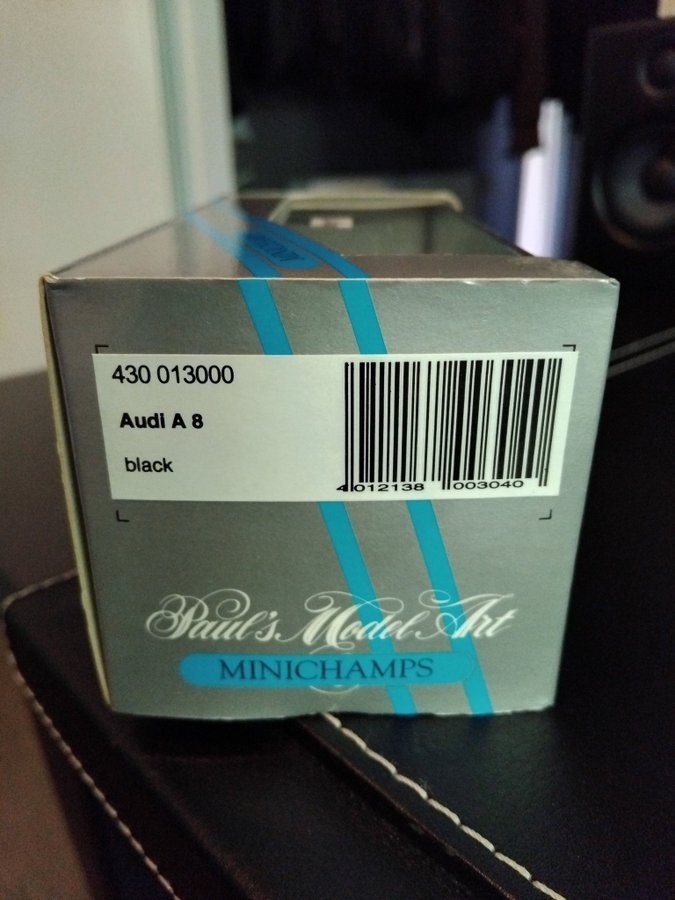 430 013000
Audi A 8
black
4 012138 003040
Paul's Model Art
MINICHAMPS